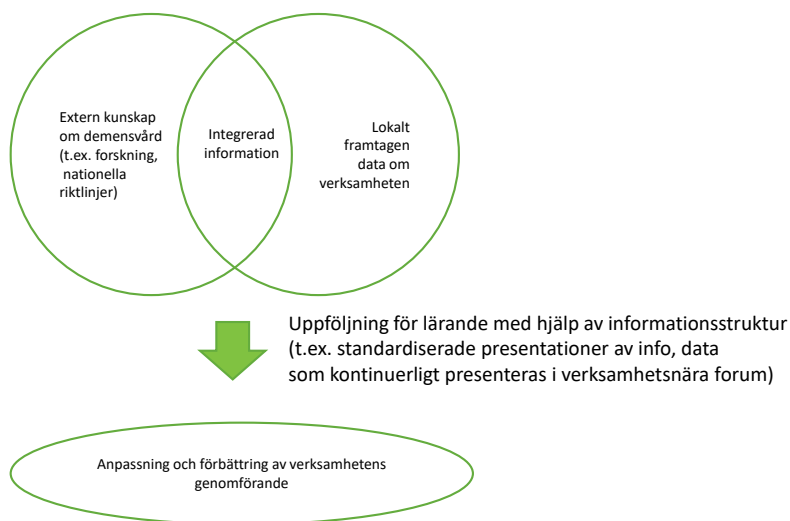 Extern kunskap
om demensvård
(t.ex. forskning,
nationella
riktlinjer)
Integrerad
information
Lokalt
framtagen
data om
verksamheten
Uppföljning för lärande med hjälp av informationsstruktur
(t.ex. standardiserade presentationer av info, data
som kontinuerligt presenteras i verksamhetsnära forum)
Anpassning och förbättring av verksamhetens
genomförande